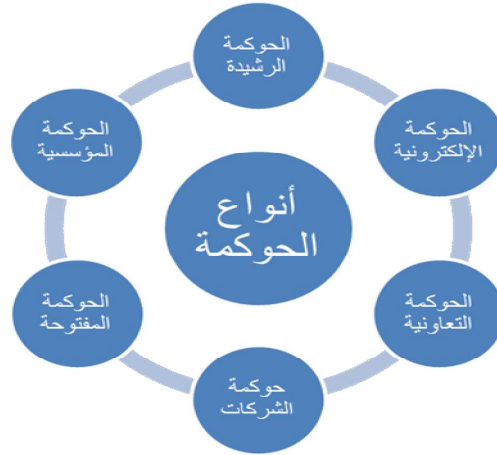 الحوكمة
الرشيدة
الحوكمة
الإلكترونية
الحوكمة
التعاونية
حوكمة
الشركات
الحوكمة
المفتوحة
الحوكمة
المؤسسية
أنواع
الحوكمة